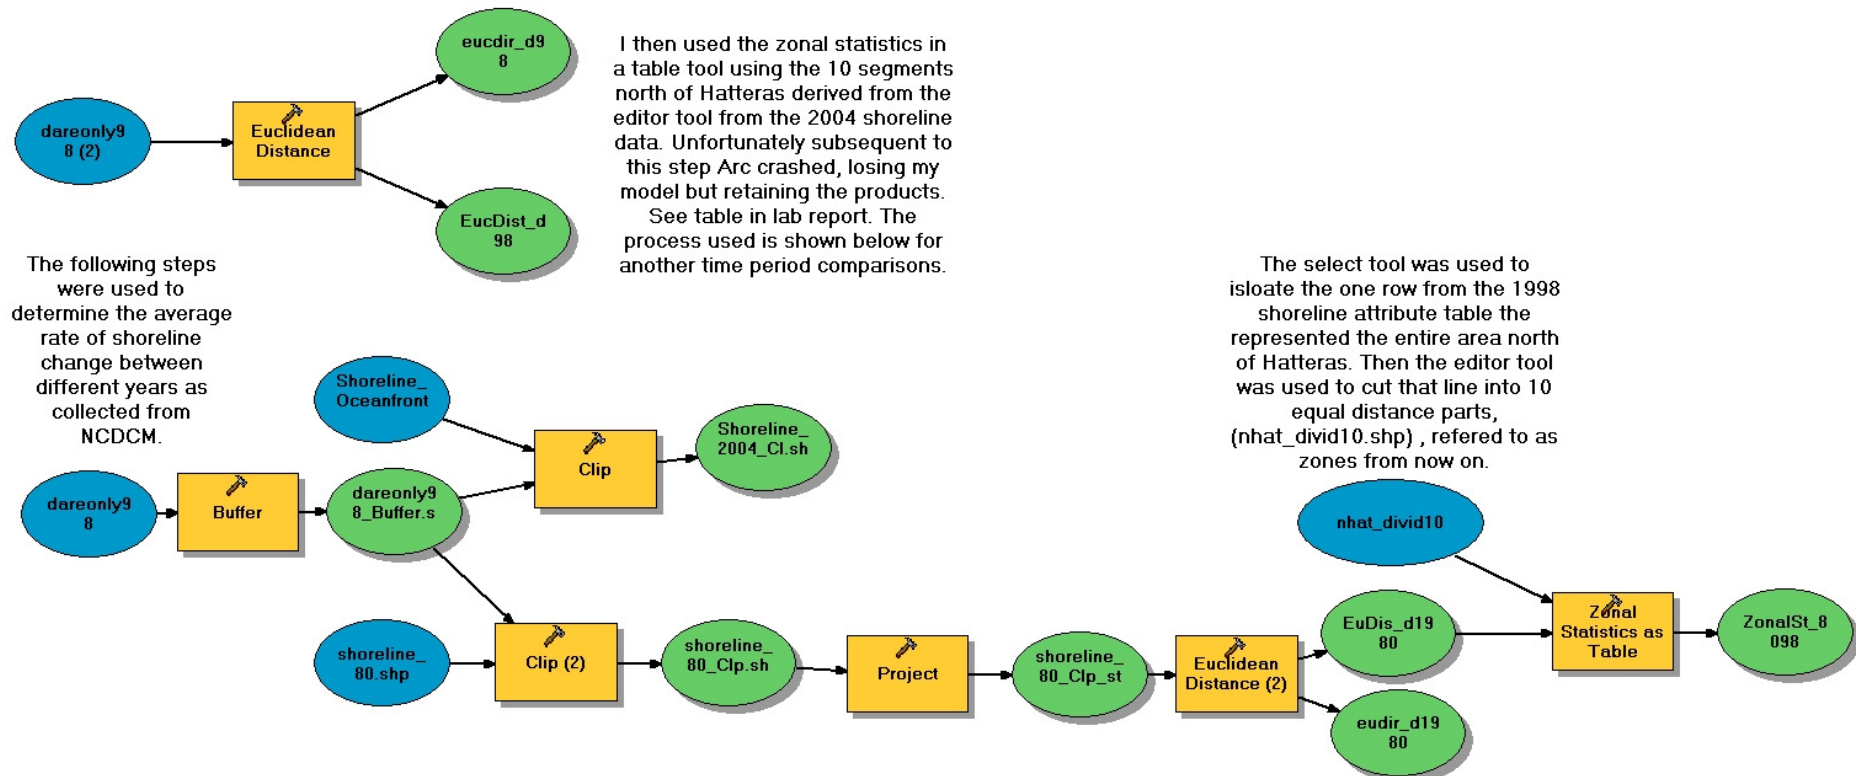 eucdir_d9
8
I then used the zonal statistics in
a table tool using the 10 segments
north of Hatteras derived from the
editor tool from the 2004 shoreline
data. Unfortunately subsequent to
this step Arc crashed, losing my
model but retaining the products.
See table in lab report. The
process used is shown below for
another time period comparisons.
dareonly9
8 (2)
Euclidean
Distance
EucDist_d
98
The following steps
were used to
determine the average
rate of shoreline
change between
different years as
collected from
NCDCM.
The select tool was used to
isloate the one row from the 1998
shoreline attribute table the
represented the entire area north
of Hatteras. Then the editor tool
was used to cut that line into 10
equal distance parts,
(nhat_divid10.shp) , refered to as
zones from now on.
Shoreline_
Oceanfront
Clip
Shoreline_
2004_Cl.sh
dareonly9
8
Buffer
dareonly9
8_Buffer.s
nhat_divid10
shoreline_
80.shp
Clip (2)
shoreline_
80_Clp.sh
Project
shoreline_
80_Clp_st
Euclidean
Distance (2)
EuDis_d19
80
eudir_d19
80
Zonal
Statistics as
Table
ZonalSt_8
098